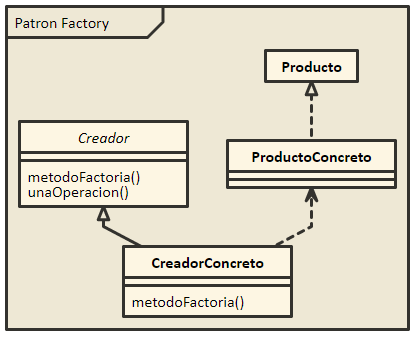 Patron Factory
Producto
Creador
metodoFactoria()
unaOperacion()
ProductoConcreto
CreadorConcreto
metodoFactoria()